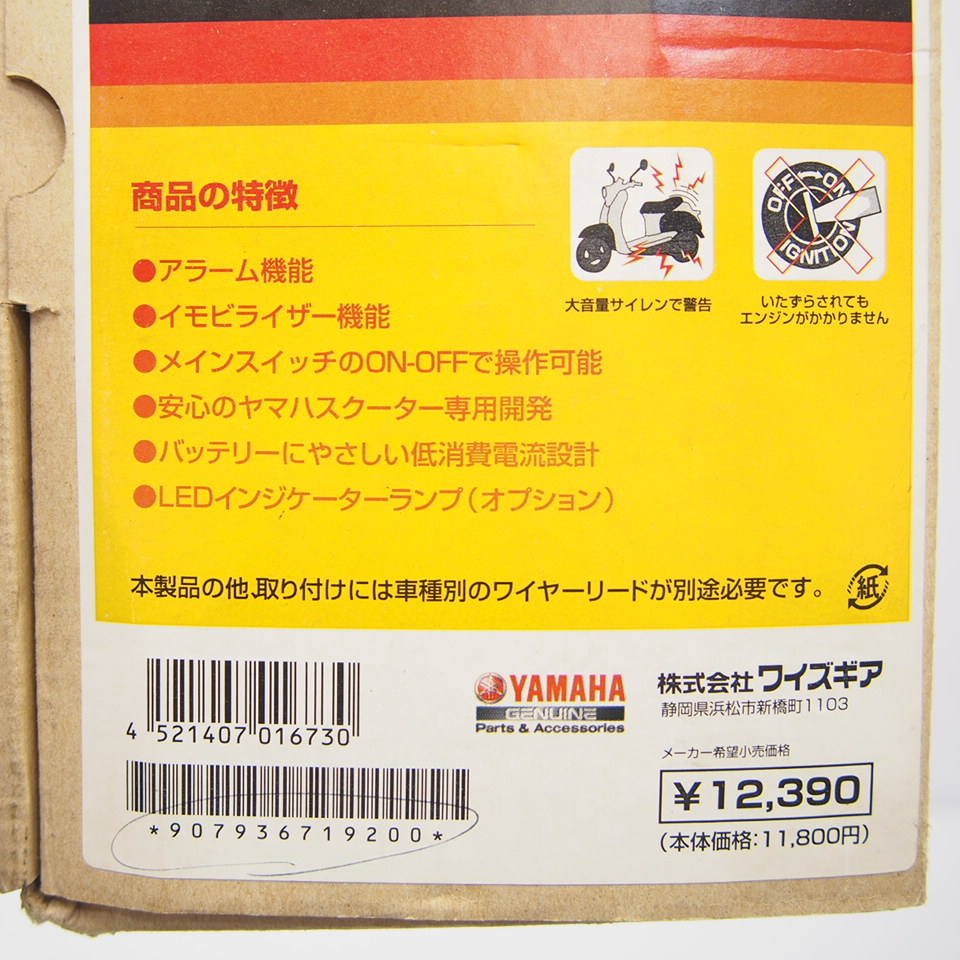 商品の特徴
●アラーム機能
●イモビライザー機能
●メインスイッチのON-OFFで操作可能
●安心のヤマハスクーター専用開発
●バッテリーにやさしい低消費電流設計
●LEDインジケーターランプ(オプション)
大音量サイレンで警告
OFF ON
IGNITION
いたずらされても
エンジンがかかりません
本製品の他、取り付けには車種別のワイヤーリードが別途必要です。
紙
4 521407 016730
*907936719200*
YAMAHA
GENUINE
Parts & Accessories
株式会社ワイズギア
静岡県浜松市新橋町1103
メーカー希望小売価格
¥12,390
(本体価格:11,800円)